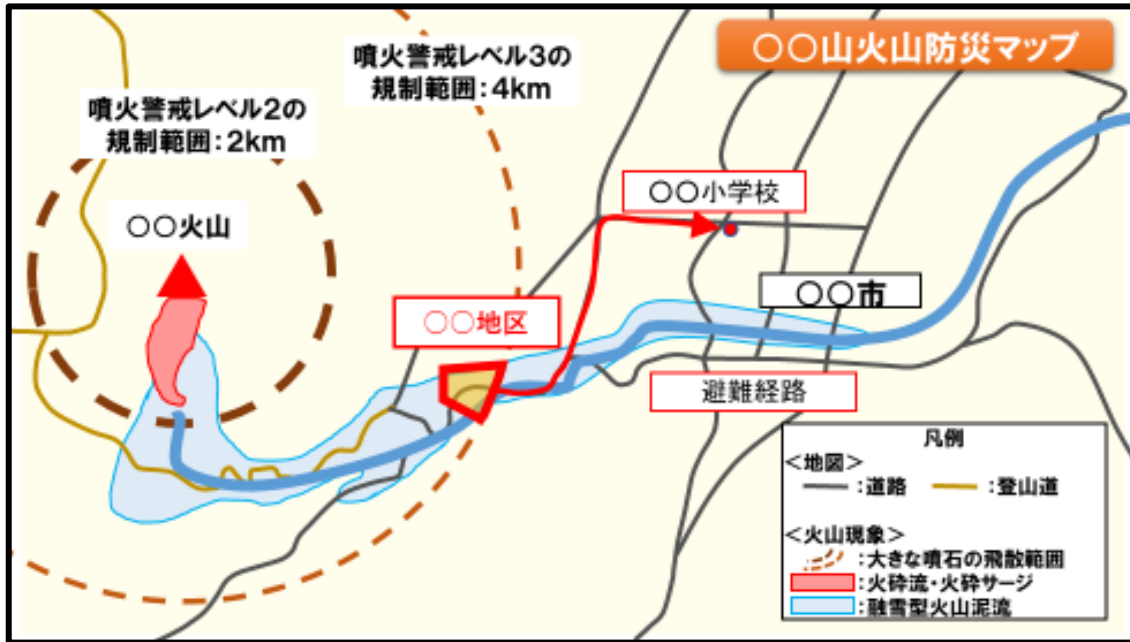 〇〇山火山防災マップ
噴火警戒レベル3の
規制範囲：4km
噴火警戒レベル2の
規制範囲：2km
〇〇火山
〇〇小学校
〇〇市
〇〇地区
避難経路
凡例
＜地図＞
：道路　：登山道
＜火山現象＞
：大きな噴石の飛散範囲
：火砕流・火砕サージ
：融雪型火山泥流